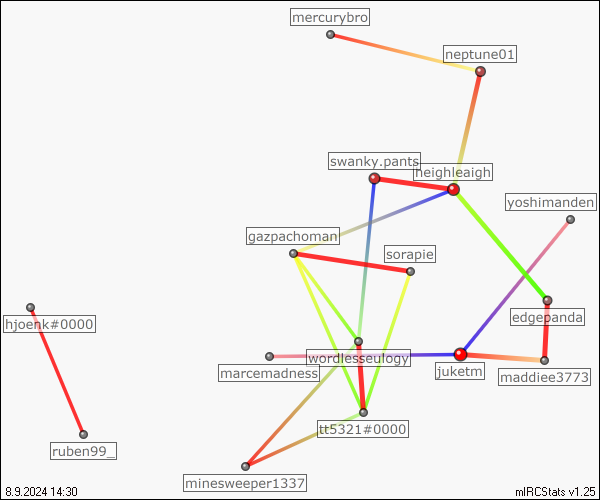 mercurybro
neptune01
swanky.pants
heighleaigh
yoshimanden
gazpachoman
sorapie
edgepanda
hjoenk#0000
wordlesseulogy
marcemadness
juketm
maddiee3773
tt5321#0000
ruben99_
minesweeper1337
8.9.2024 14:30
mIRCStats v1.25